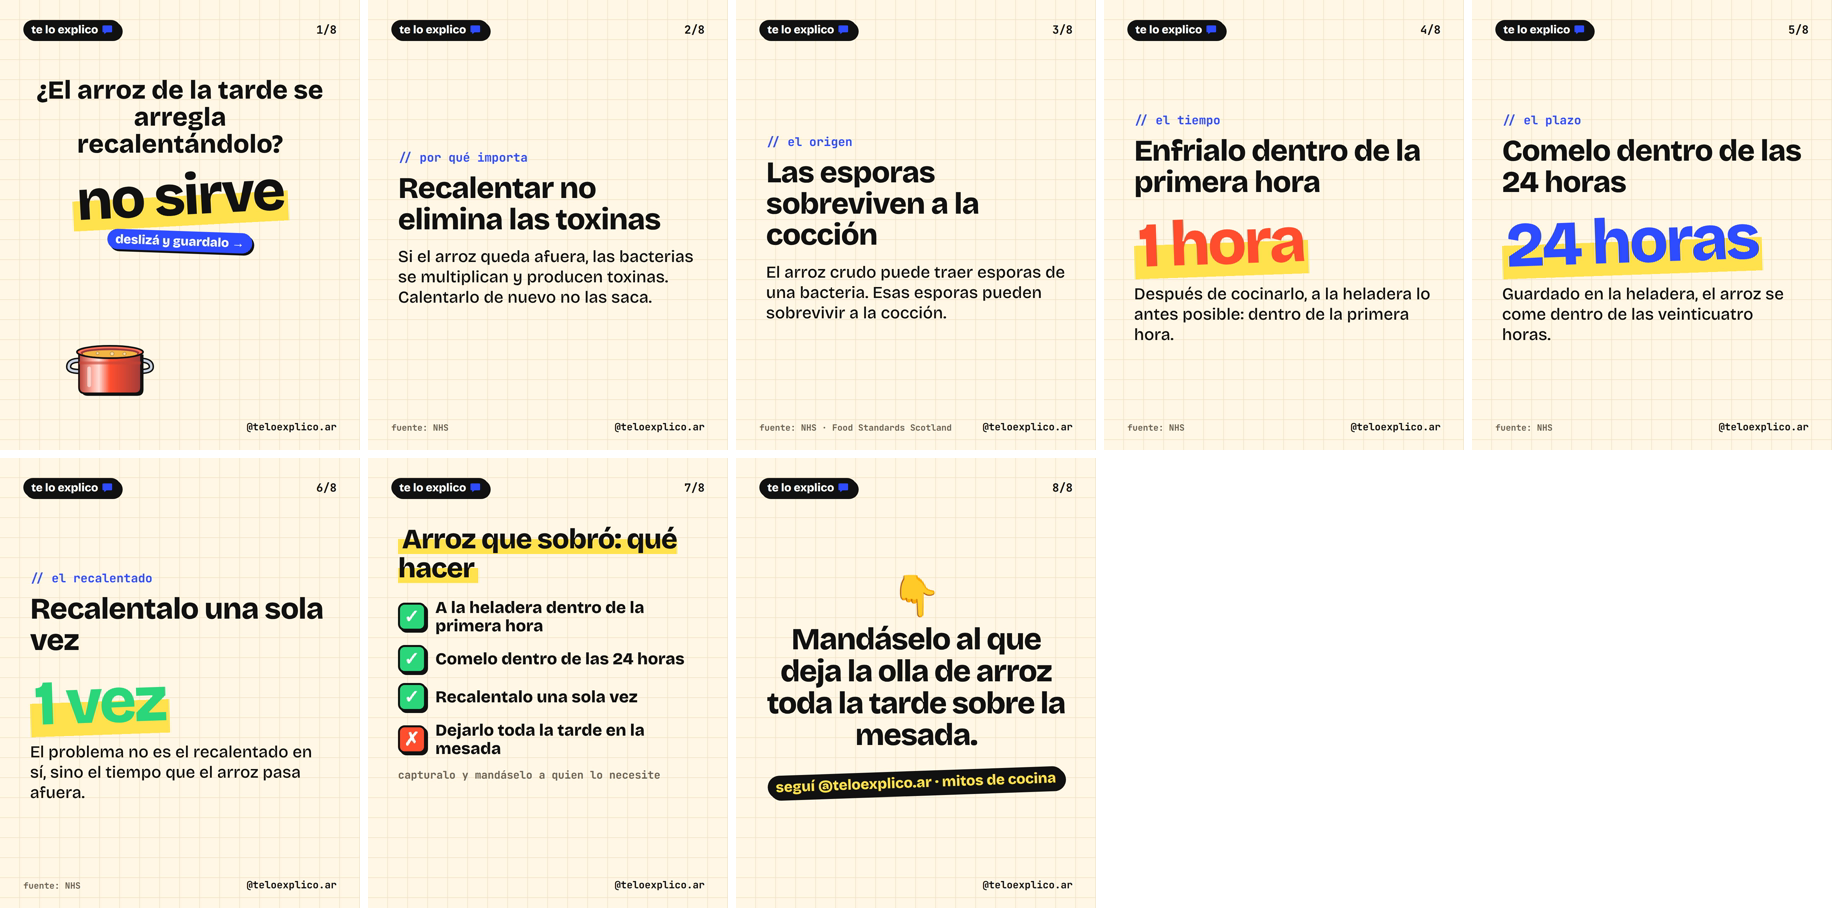 te lo explico
1/8
¿El arroz de la tarde se
arregla
recalentándolo?
no sirve
deslizá y guardalo →
@teloexplico.ar
te lo explico
2/8
// por qué importa
Recalentar no
elimina las toxinas
Si el arroz queda afuera, las bacterias
se multiplican y producen toxinas.
Calentarlo de nuevo no las saca.
fuente: NHS
@teloexplico.ar
te lo explico
3/8
// el origen
Las esporas
sobreviven a la
cocción
El arroz crudo puede traer esporas de
una bacteria. Esas esporas pueden
sobrevivir a la cocción.
fuente: NHS · Food Standards Scotland
@teloexplico.ar
te lo explico
4/8
// el tiempo
Enfrialo dentro de la
primera hora
1 hora
Después de cocinarlo, a la heladera lo
antes posible: dentro de la primera
hora.
fuente: NHS
@teloexplico.ar
te lo explico
5/8
// el plazo
Comelo dentro de las
24 horas
24 horas
Guardado en la heladera, el arroz se
come dentro de las veinticuatro
horas.
fuente: NHS
@teloexplico.ar
te lo explico
6/8
// el recalentado
Recalentalo una sola
vez
1 vez
El problema no es el recalentado en
sí, sino el tiempo que el arroz pasa
afuera.
fuente: NHS
@teloexplico.ar
te lo explico
7/8
Arroz que sobró: qué
hacer
✓ A la heladera dentro de la
primera hora
✓ Comelo dentro de las 24 horas
✓ Recalentalo una sola vez
✗ Dejarlo toda la tarde en la
mesada
capturalo y mandáselo a quien lo necesite
@teloexplico.ar
te lo explico
8/8
Mandáselo al que
deja la olla de arroz
toda la tarde sobre la
mesada.
seguí @teloexplico.ar · mitos de cocina
@teloexplico.ar